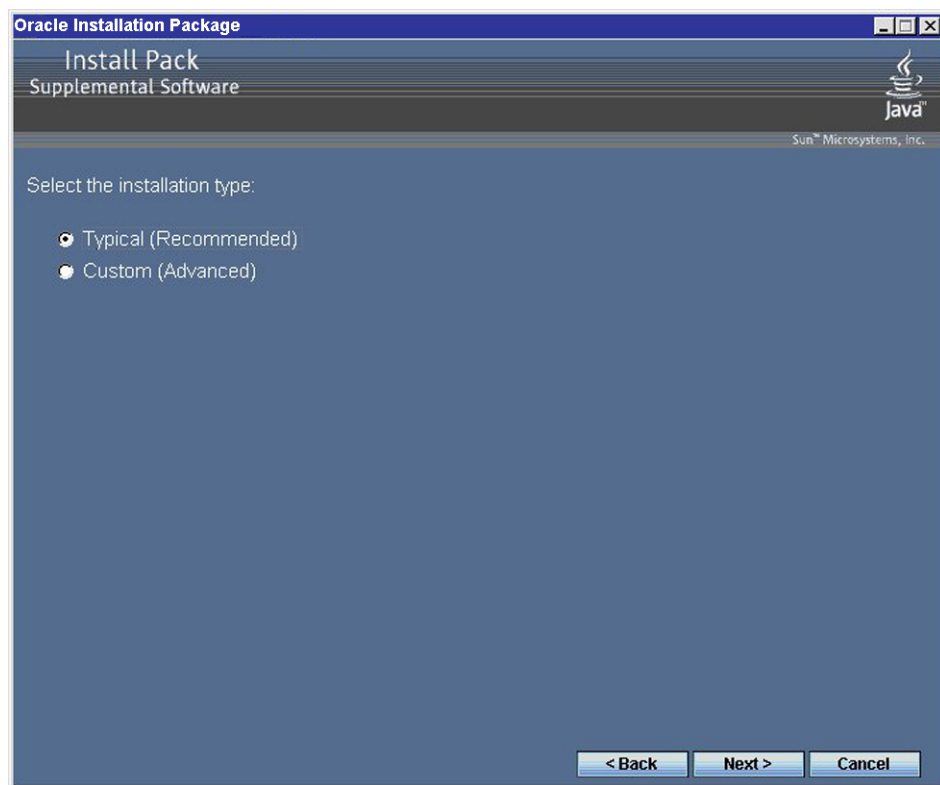 Oracle Installation Package
Install Pack
Supplemental Software
Java™
Sun™ Microsystems, Inc.
Select the installation type:
Typical (Recommended)
Custom (Advanced)
< Back
Next >
Cancel